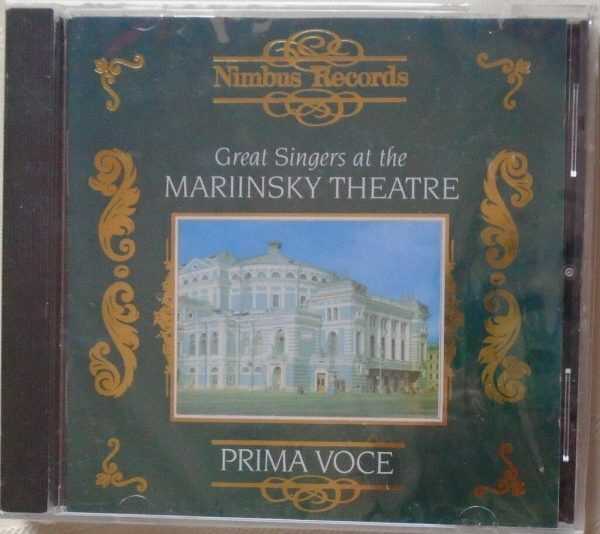 Nimbus Records
Great Singers at the
MARIINSKY THEATRE
PRIMA VOCE